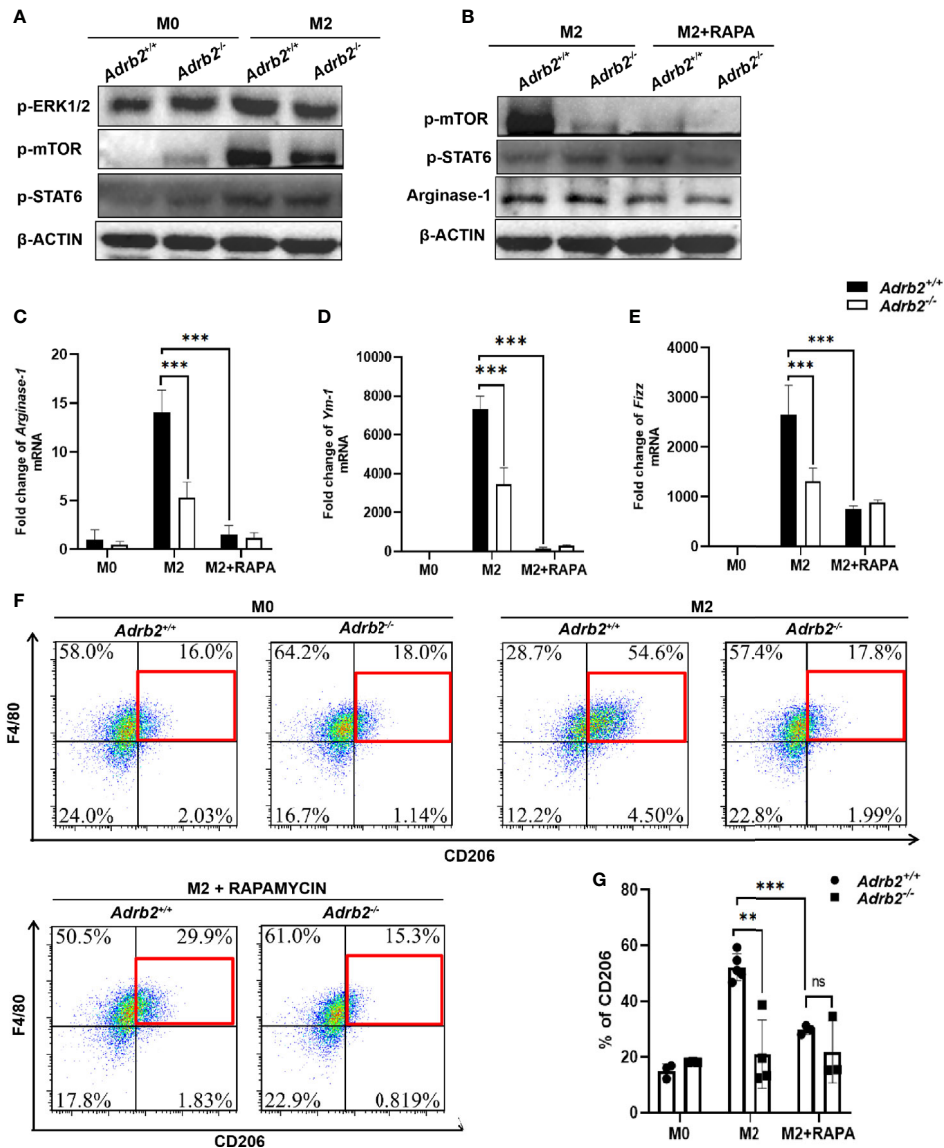 A
M0 M2
Adrb2+/+ Adrb2-/- Adrb2+/+ Adrb2-/-
p-ERK1/2
p-mTOR
p-STAT6
β-ACTIN
B
M2 M2+RAPA
Adrb2+/+ Adrb2-/- Adrb2+/+ Adrb2-/-
p-mTOR
p-STAT6
Arginase-1
β-ACTIN
Adrb2+/+
Adrb2-/-
C
Fold change of Arginase-1
mRNA
20
15
10
5
0
***
***
M0 M2 M2+RAPA
D
Fold change of Ym-1
mRNA
10000
8000
6000
4000
2000
0
***
***
M0 M2 M2+RAPA
E
Fold change of Fizz
mRNA
4000
3000
2000
1000
0
***
***
M0 M2 M2+RAPA
F
M0 M2
Adrb2+/+ Adrb2-/- Adrb2+/+ Adrb2-/-
58.0% 16.0% 64.2% 18.0% 28.7% 54.6% 57.4% 17.8%
F4/80
24.0% 2.03% 16.7% 1.14% 12.2% 4.50% 22.8% 1.99%
CD206
M2 + RAPAMYCIN
Adrb2+/+ Adrb2-/-
50.5% 29.9% 61.0% 15.3%
F4/80
17.8% 1.83% 22.9% 0.819%
CD206
G
Adrb2+/+
Adrb2-/-
% of CD206
80
60
40
20
0
***
**
ns
M0 M2 M2+RAPA